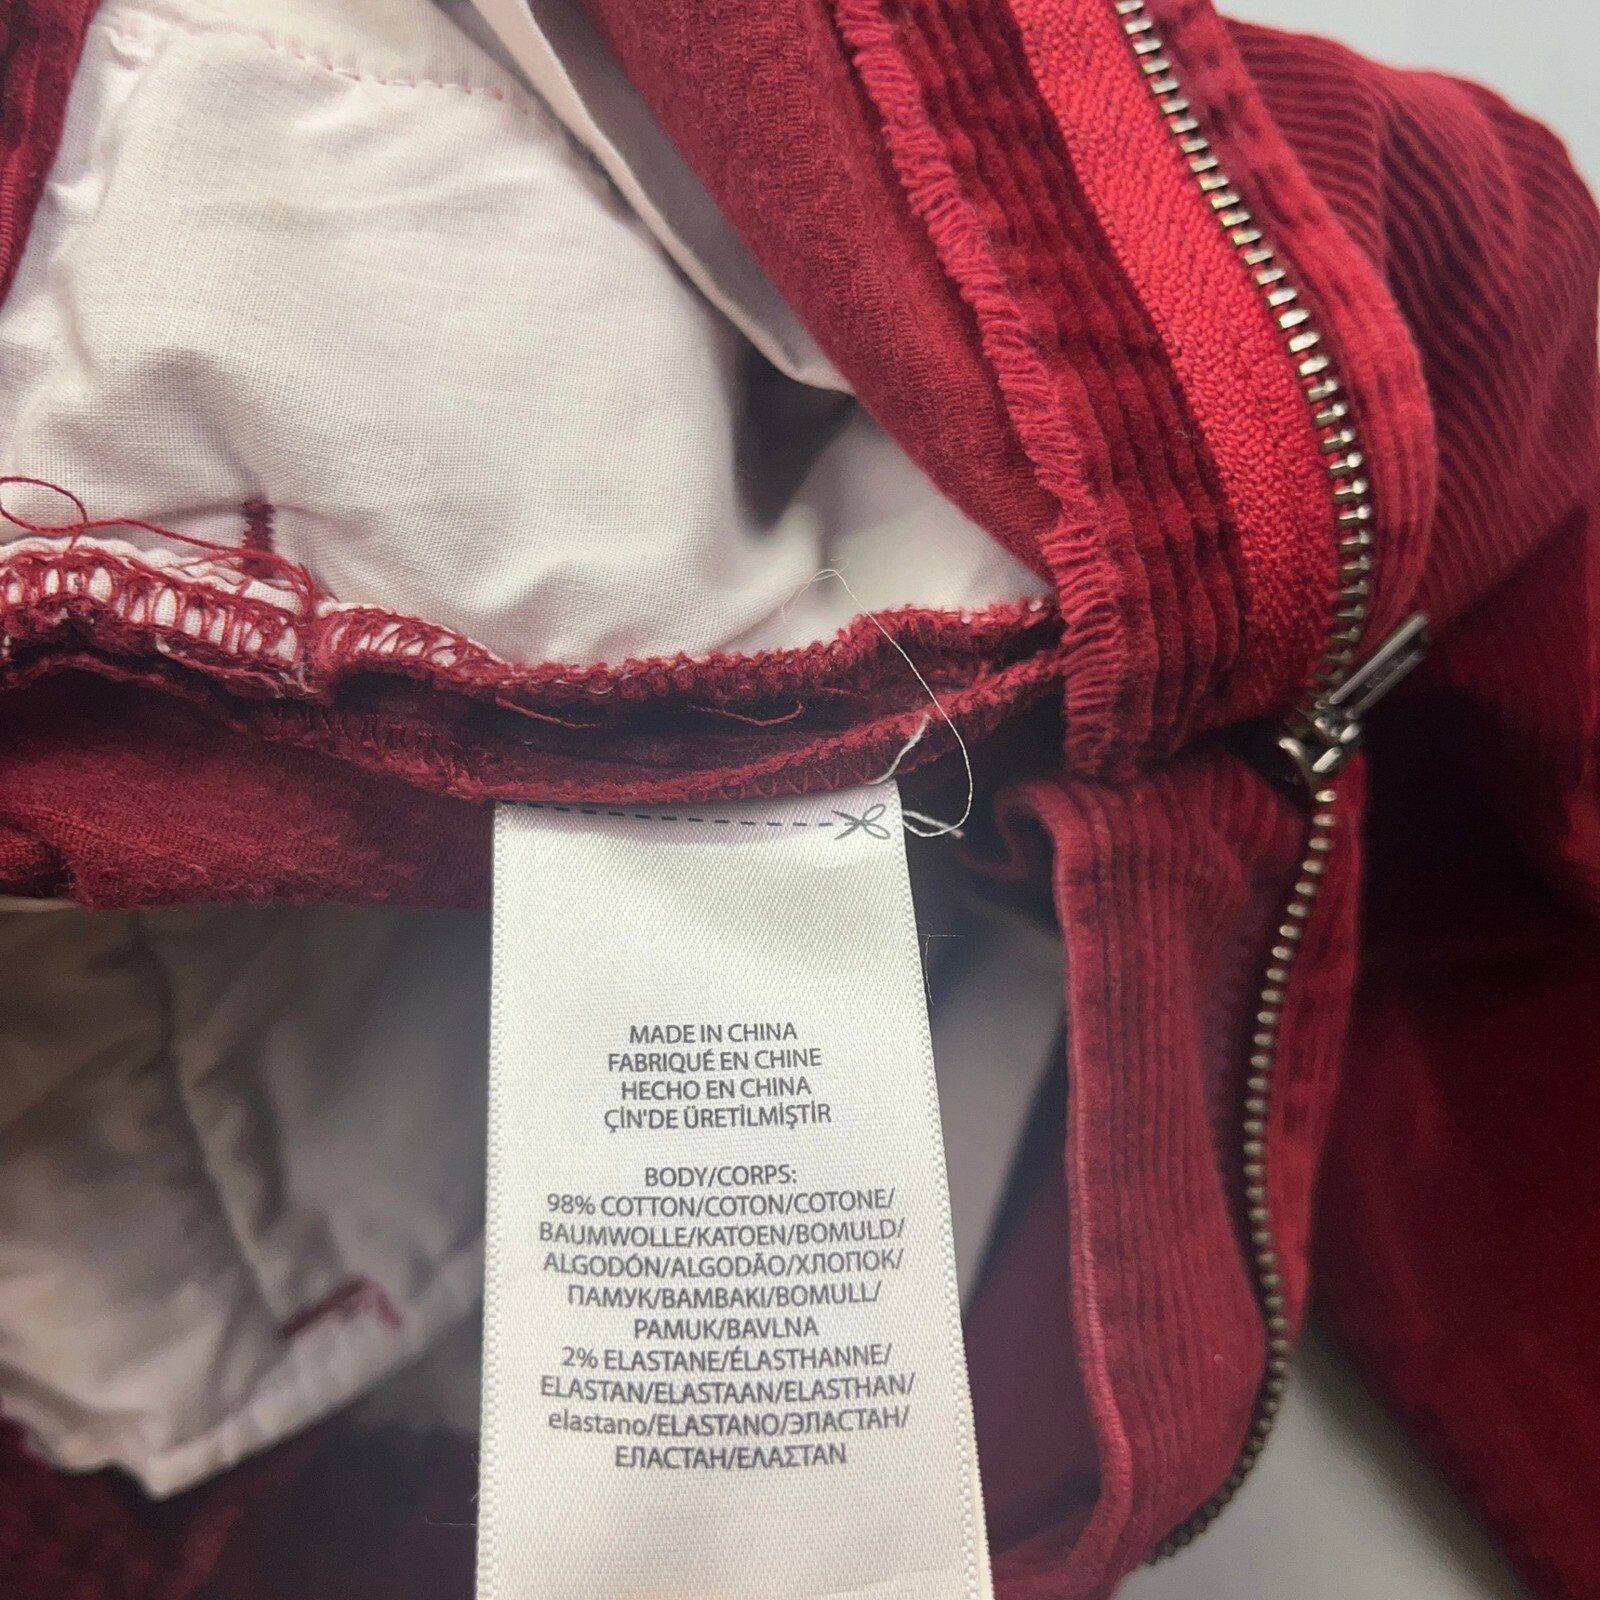 MADE IN CHINA
FABRIQUÉ EN CHINE
HECHO EN CHINA
ÇİN'DE ÜRETİLMİŞTİR
BODY/CORPS:
98% COTTON/COTON/COTONE/
BAUMWOLLE/KATOEN/BOMULD/
ALGODÓN/ALGODÃO/ХЛОПОК/
ПАМУК/BAMBAKI/BOMULL/
PAMUK/BAVLNA
2% ELASTANE/ÉLASTHANNE/
ELASTAN/ELASTAAN/ELASTHAN/
elastano/ELASTANO/ЭЛАСТАН/
ЕЛАСТАН/ΕΛΑΣΤΑΝ